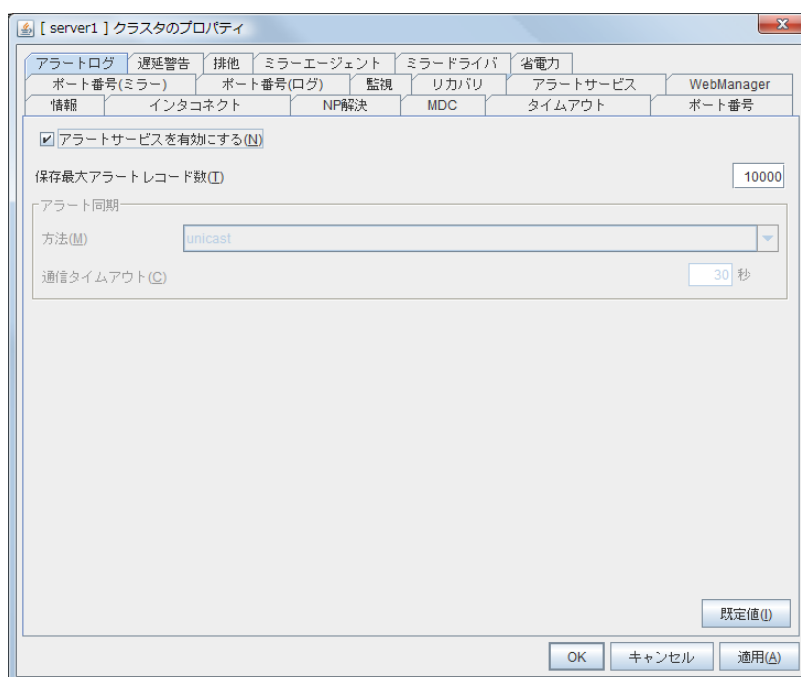 [ server1 ] クラスタのプロパティ
アラートログ 遅延警告 排他 ミラーエージェント ミラードライバ 省電力
ポート番号(ミラー) ポート番号(ログ) 監視 リカバリ アラートサービス WebManager
情報 インタコネクト NP解決 MDC タイムアウト ポート番号
アラートサービスを有効にする(N)
保存最大アラートレコード数(T) 10000
アラート同期
方法(M) unicast
通信タイムアウト(C) 30 秒
既定値(I)
OK キャンセル 適用(A)